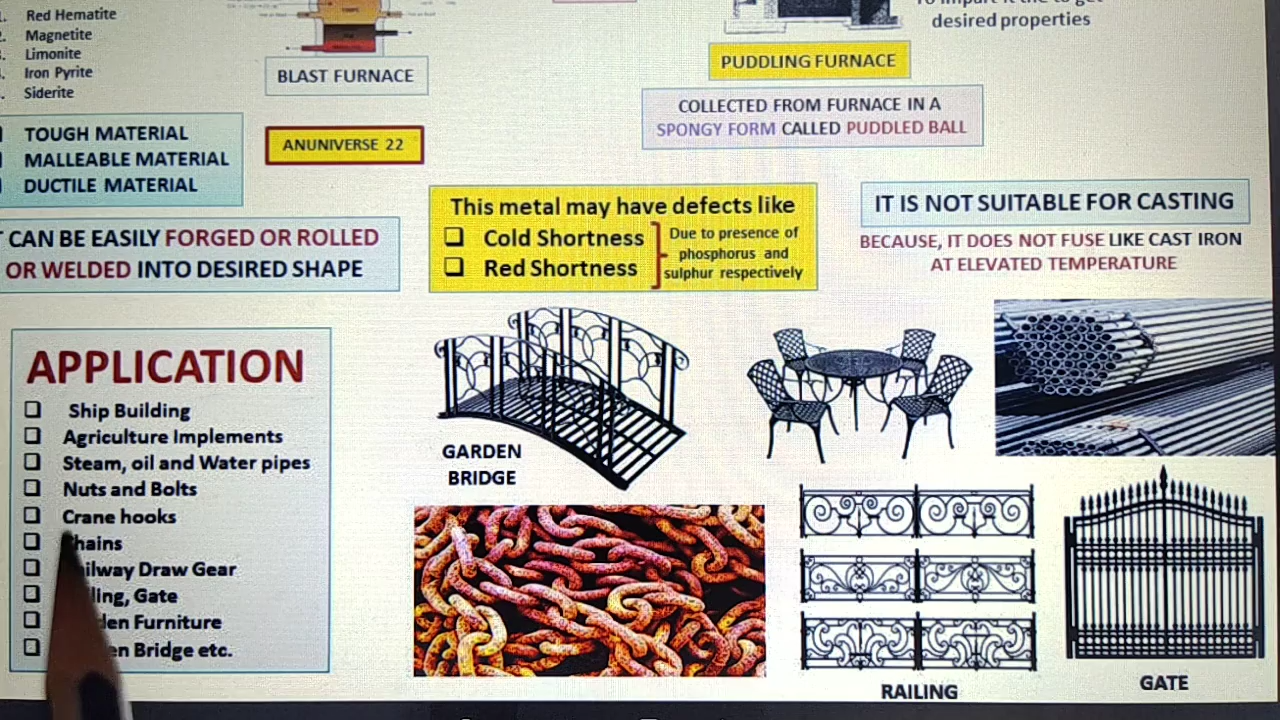 Red Hematite
Magnetite
Limonite
Iron Pyrite
Siderite
BLAST FURNACE
desired properties
PUDDLING FURNACE
COLLECTED FROM FURNACE IN A
SPONGY FORM CALLED PUDDLED BALL
TOUGH MATERIAL
MALLEABLE MATERIAL
DUCTILE MATERIAL
ANUNIVERSE 22
CAN BE EASILY FORGED OR ROLLED
OR WELDED INTO DESIRED SHAPE
This metal may have defects like
Cold Shortness
Red Shortness
Due to presence of
phosphorus and
sulphur respectively
IT IS NOT SUITABLE FOR CASTING
BECAUSE, IT DOES NOT FUSE LIKE CAST IRON
AT ELEVATED TEMPERATURE
APPLICATION
Ship Building
Agriculture Implements
Steam, oil and Water pipes
Nuts and Bolts
Crane hooks
hains
ilway Draw Gear
ling, Gate
den Furniture
en Bridge etc.
GARDEN
BRIDGE
RAILING
GATE